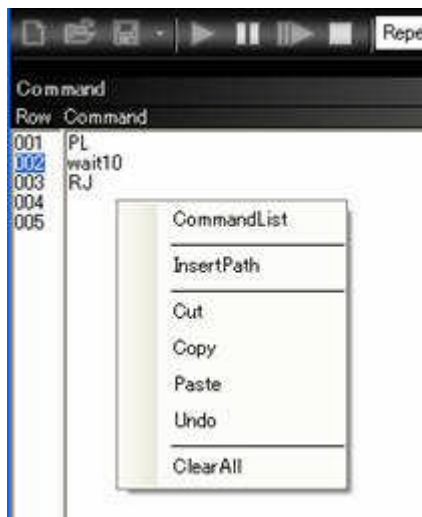 Repe
Command
Row Command
001 PL
002 wait10
003 RJ
004
005
CommandList
InsertPath
Cut
Copy
Paste
Undo
ClearAll